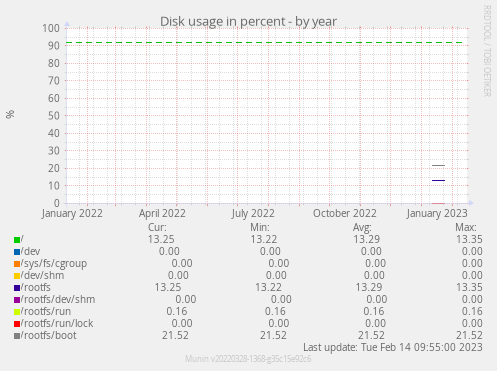 Disk usage in percent - by year
RRDTOOL / TOBI OETIKER
%
100
90
80
70
60
50
40
30
20
10
0
January 2022 April 2022 July 2022 October 2022 January 2023
Cur: Min: Avg: Max:
/ 13.25 13.22 13.29 13.35
/dev 0.00 0.00 0.00 0.00
/sys/fs/cgroup 0.00 0.00 0.00 0.00
/dev/shm 0.00 0.00 0.00 0.00
/rootfs 13.25 13.22 13.29 13.35
/rootfs/dev/shm 0.00 0.00 0.00 0.00
/rootfs/run 0.16 0.16 0.16 0.16
/rootfs/run/lock 0.00 0.00 0.00 0.00
/rootfs/boot 21.52 21.52 21.52 21.52
Last update: Tue Feb 14 09:55:00 2023
Munin v20220328-1368-g35c15e92c6